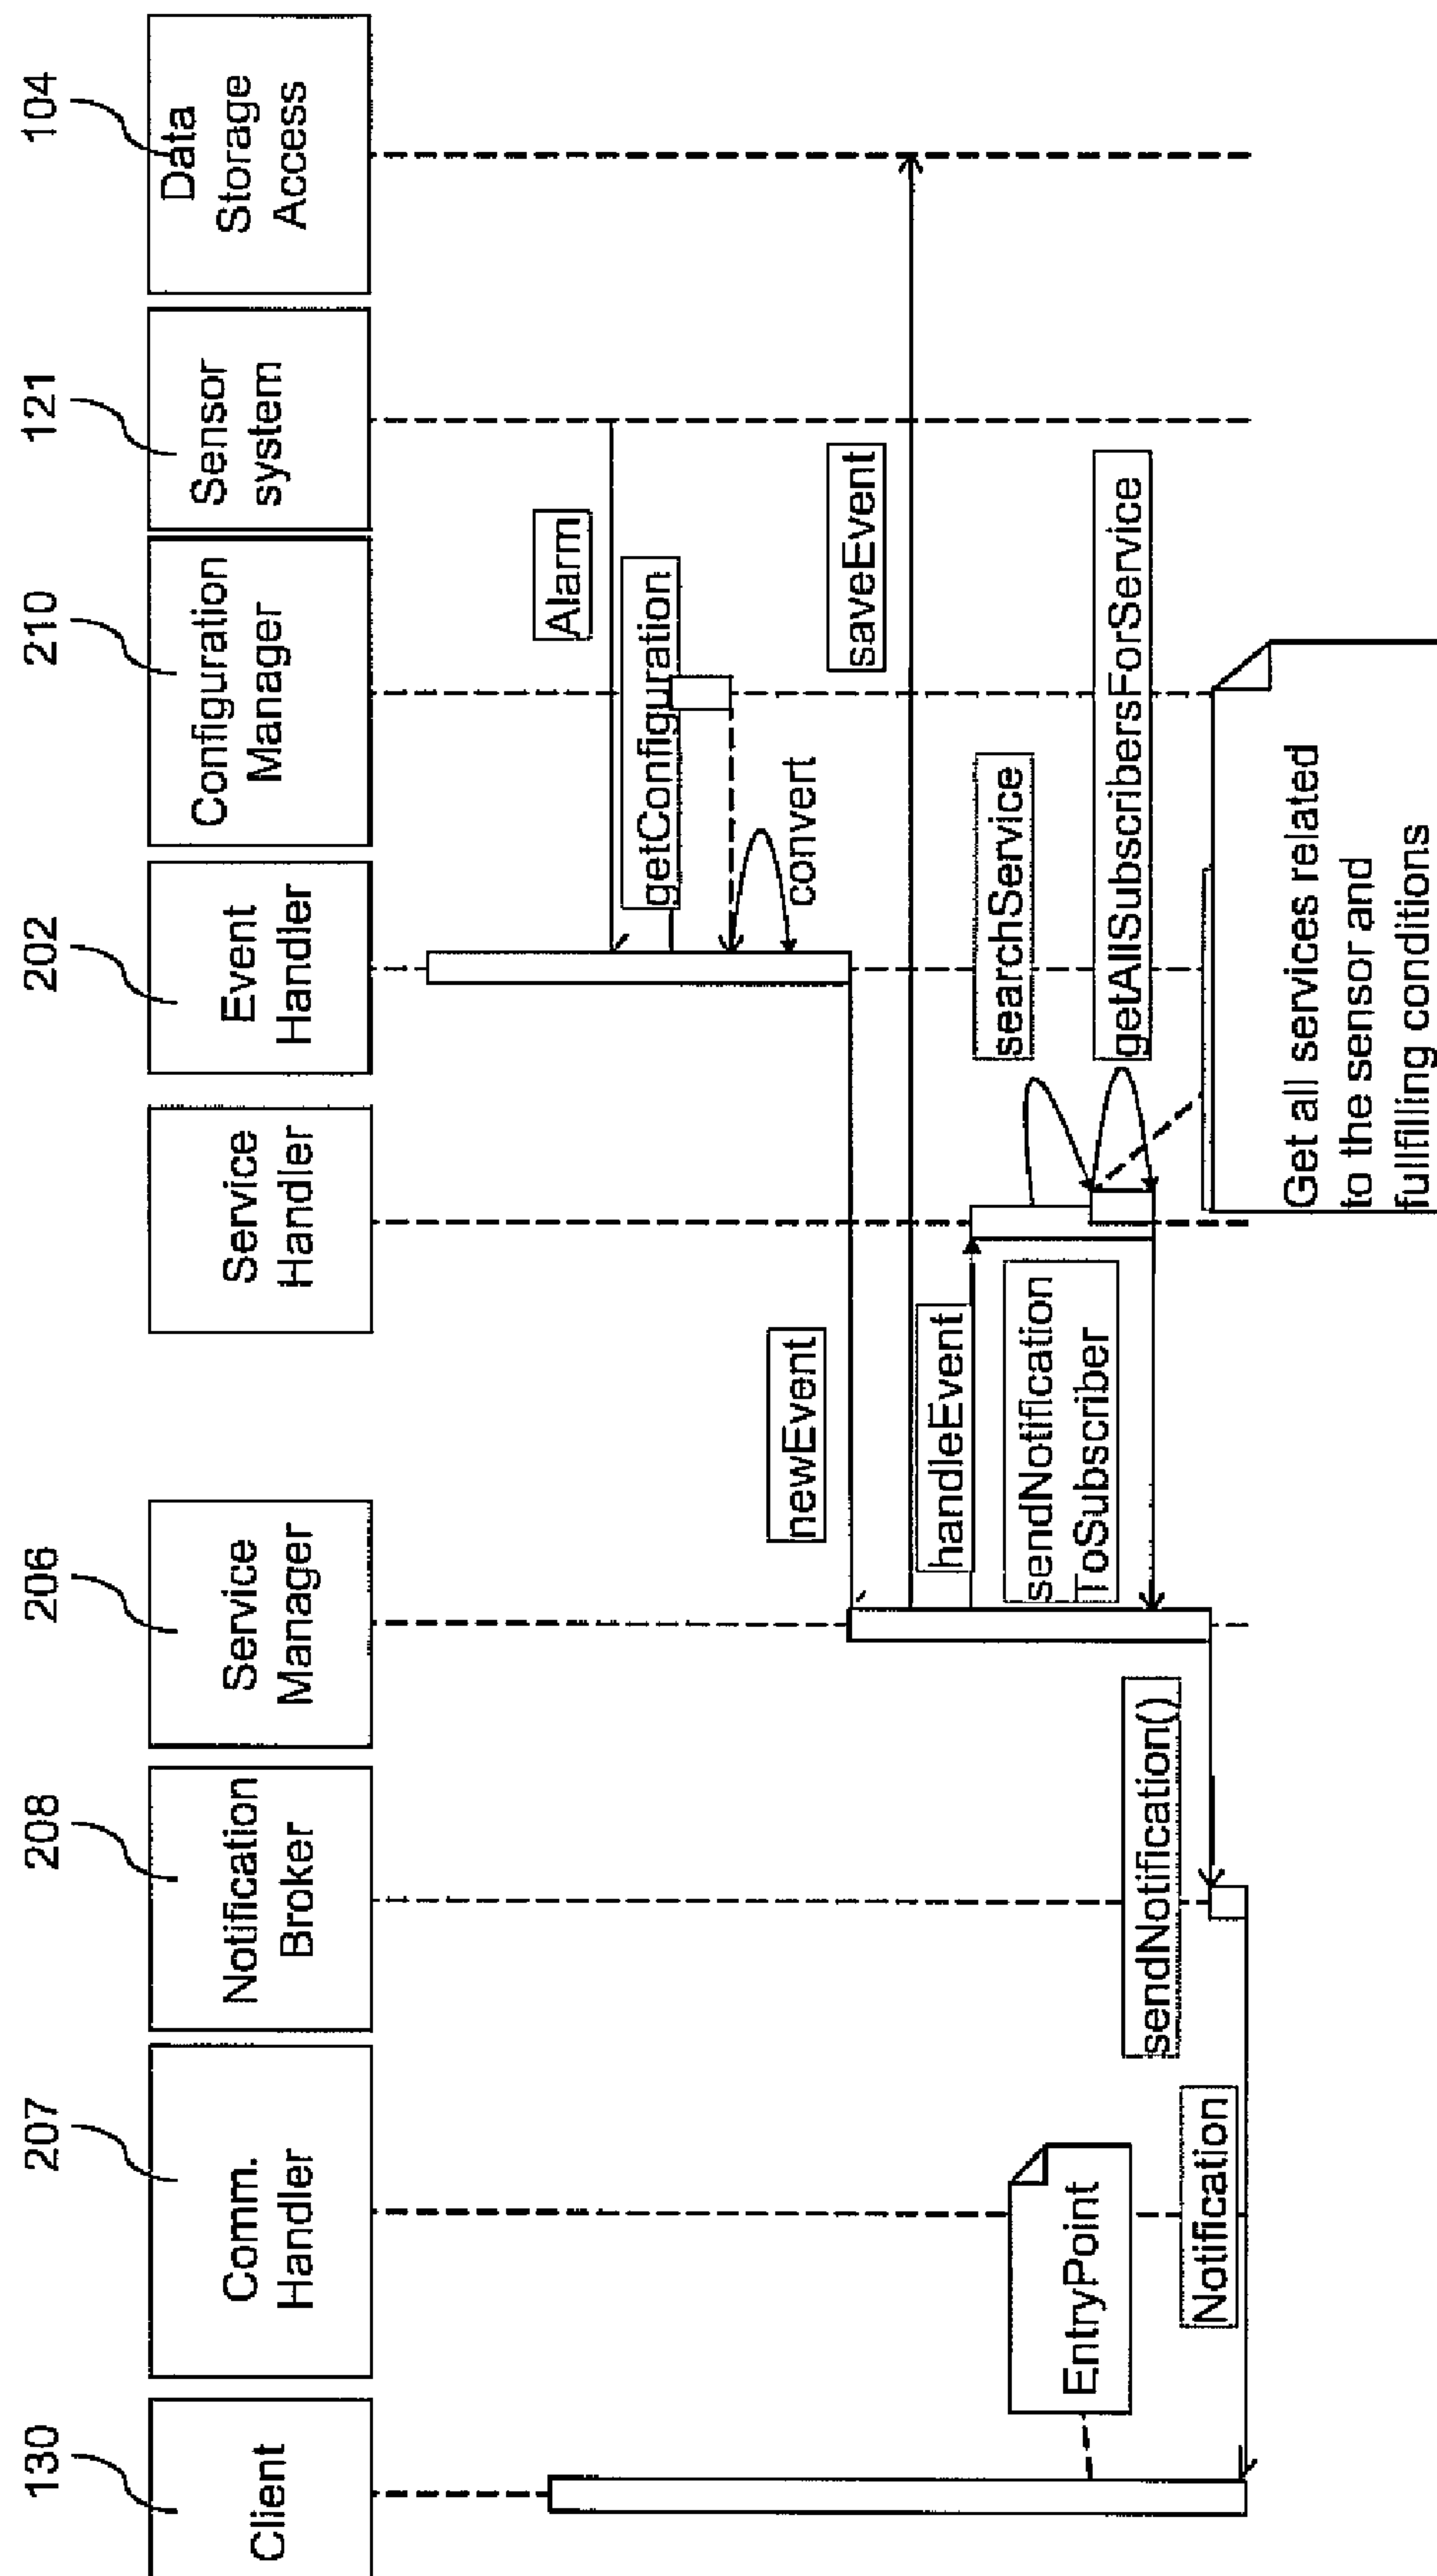 130
207
208
206
202
210
121
104
Client
Comm.
Handler
Notification
Broker
Service
Manager
Service
Handler
Event
Handler
Configuration
Manager
Sensor
system
Data
Storage
Access
Alarm
getConfiguration
convert
newEvent
saveEvent
handleEvent
searchService
sendNotification
ToSubscriber
getAllSubscribersForService
EntryPoint
sendNotification()
Notification
Get all services related
to the sensor and
fullfilling conditions